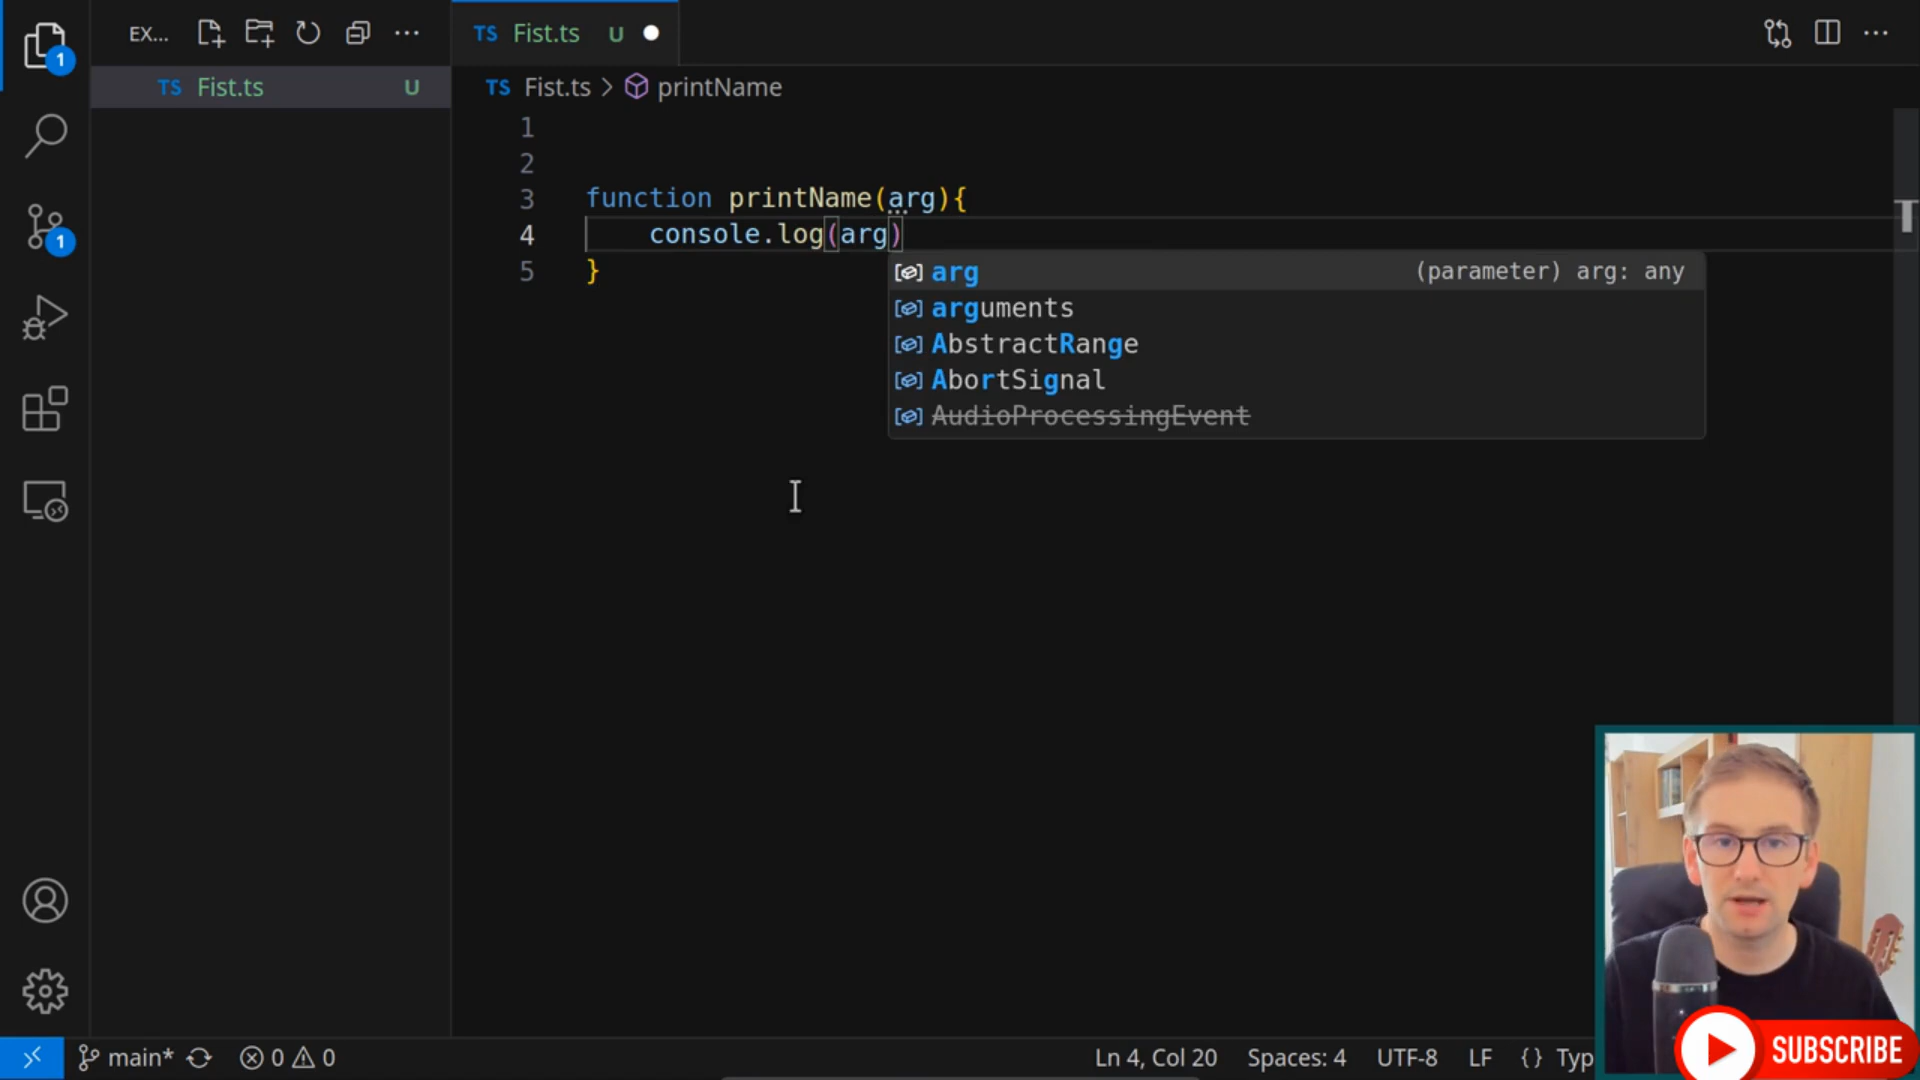 EX...
TS Fist.ts U
1
TS Fist.ts U
TS Fist.ts > printName
1
2
3 function printName(arg){
4 console.log(arg)
5 }
arg (parameter) arg: any
arguments
AbstractRange
AbortSignal
AudioProcessingEvent
1
main* 0 0
Ln 4, Col 20 Spaces: 4 UTF-8 LF {} Typ
SUBSCRIBE